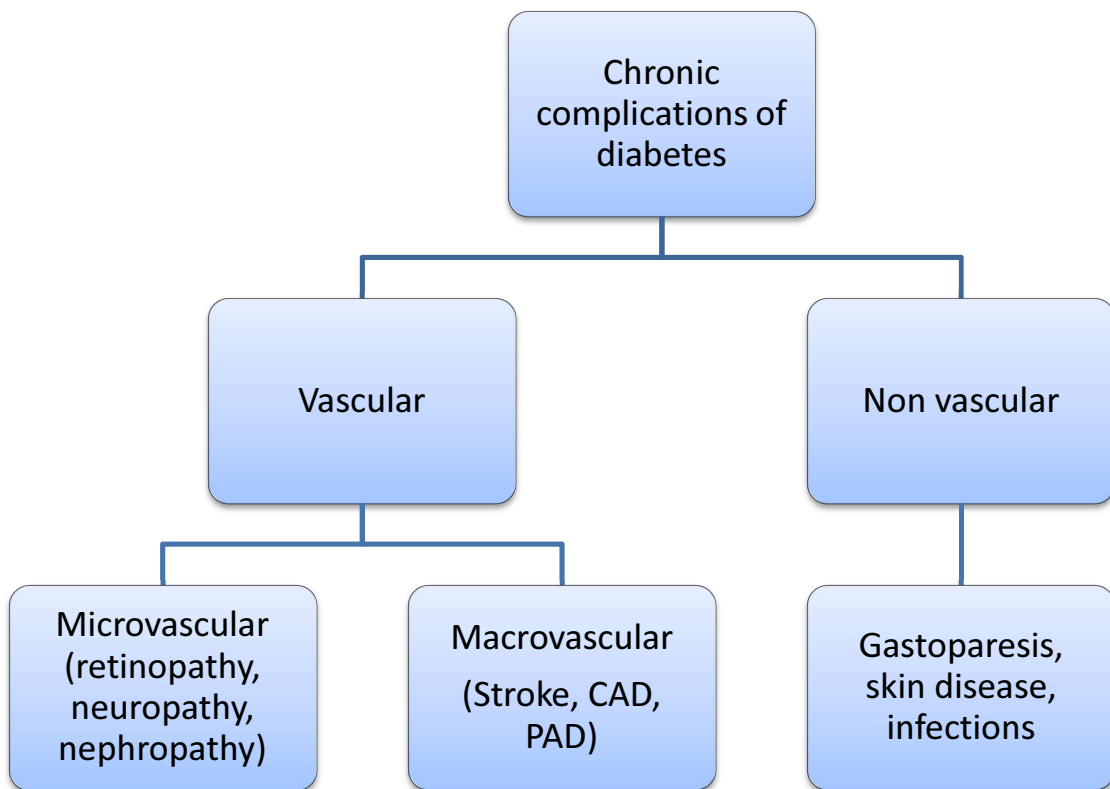 Chronic
complications of
diabetes
Vascular
Non vascular
Microvascular
(retinopathy,
neuropathy,
nephropathy)
Macrovascular
(Stroke, CAD,
PAD)
Gastoparesis,
skin disease,
infections